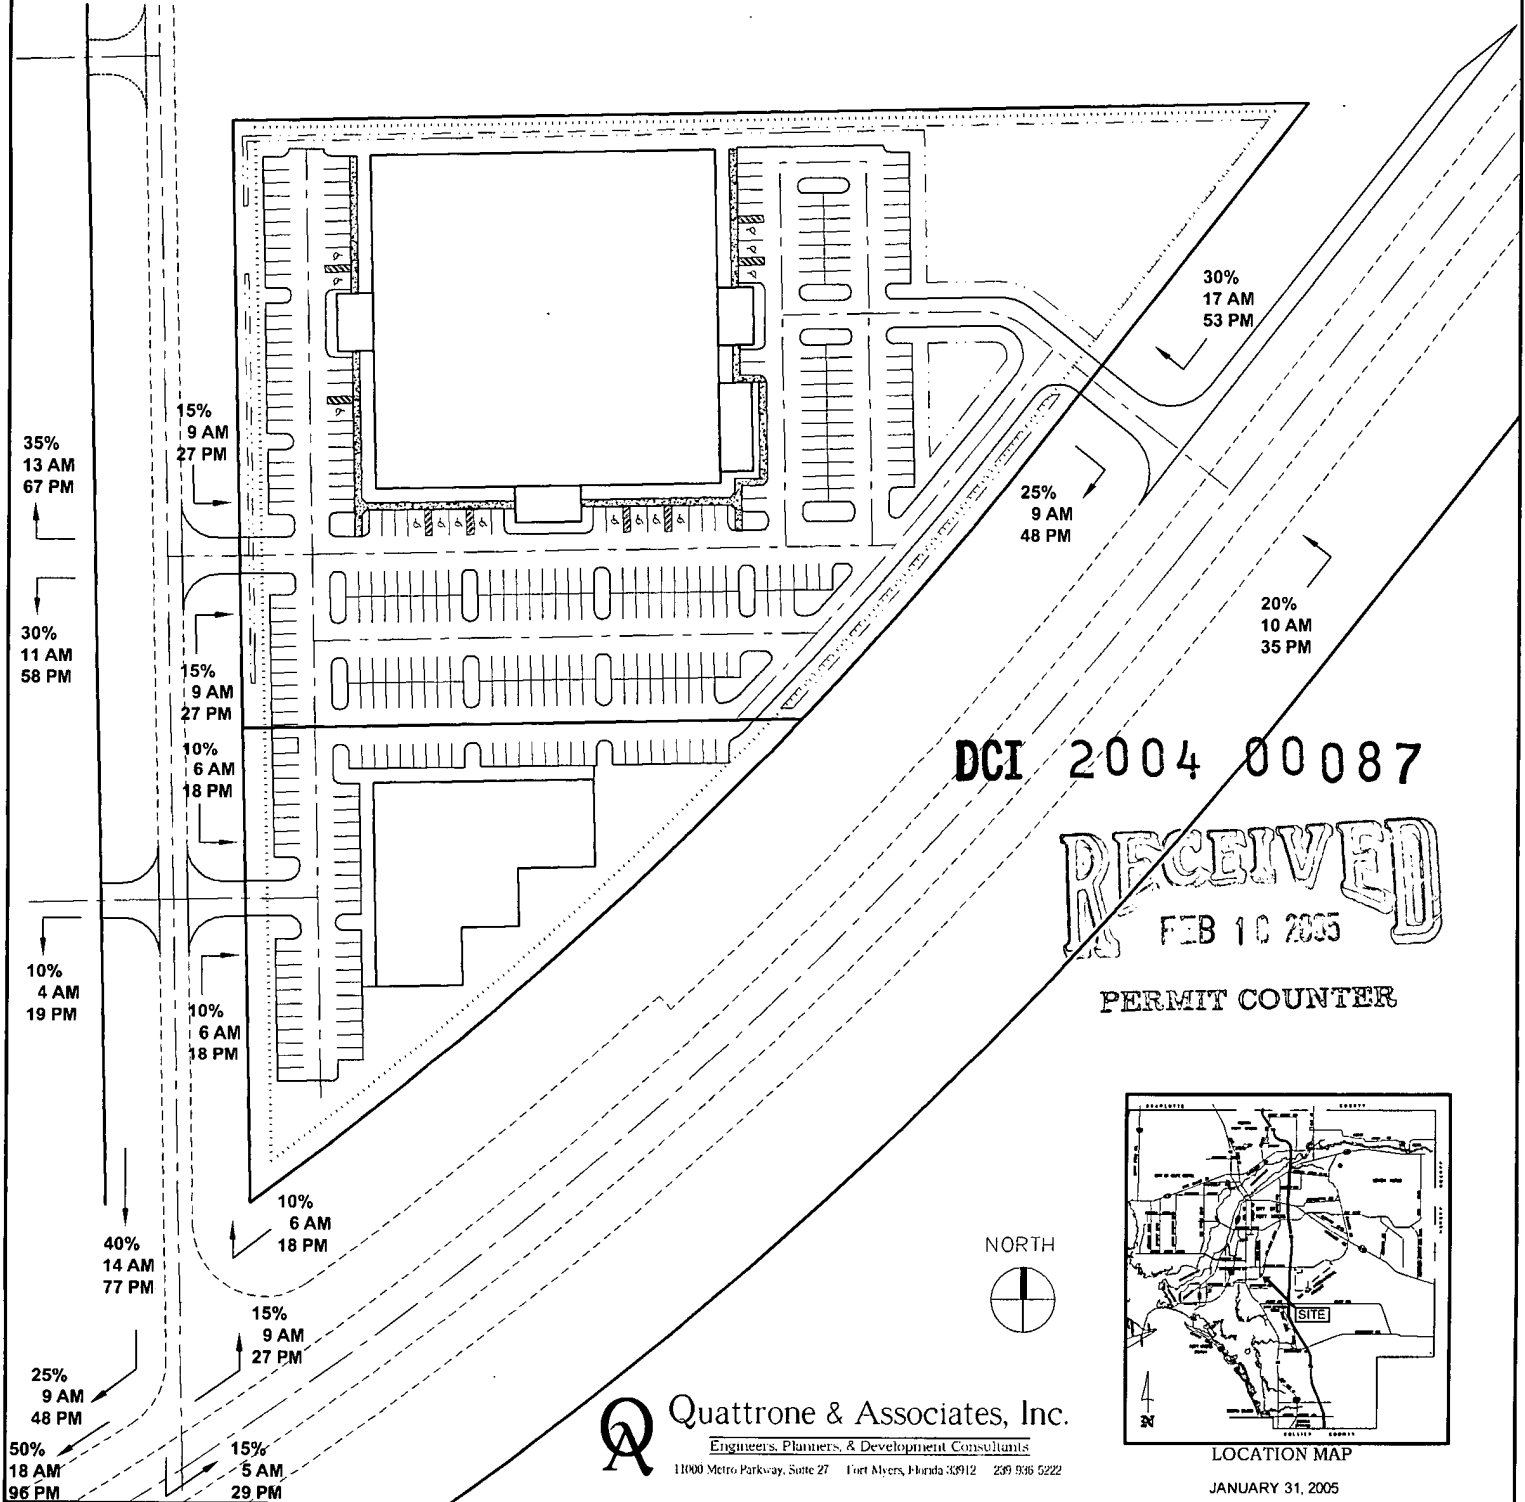 30%
17 AM
53 PM
15%
9 AM
27 PM
35%
13 AM
67 PM
25%
9 AM
48 PM
20%
10 AM
35 PM
30%
11 AM
58 PM
15%
9 AM
27 PM
10%
6 AM
18 PM
DCI 2004 00087
RECEIVED
FEB 10 2005
PERMIT COUNTER
10%
4 AM
19 PM
10%
6 AM
18 PM
10%
6 AM
18 PM
40%
14 AM
77 PM
15%
9 AM
27 PM
25%
9 AM
48 PM
50%
18 AM
96 PM
15%
5 AM
29 PM
NORTH
CHARLOTTE COUNTY
SITE
N
COLLIER COUNTY
LOCATION MAP
JANUARY 31, 2005
QA
Quattrone & Associates, Inc.
Engineers, Planners, & Development Consultants
11000 Metro Parkway, Suite 27 Fort Myers, Florida 33912 239 936 5222